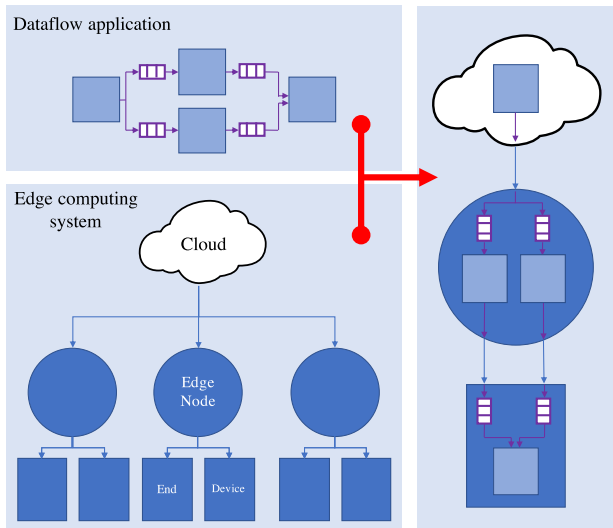 Dataflow application
Edge computing
system
Cloud
Edge
Node
End
Device